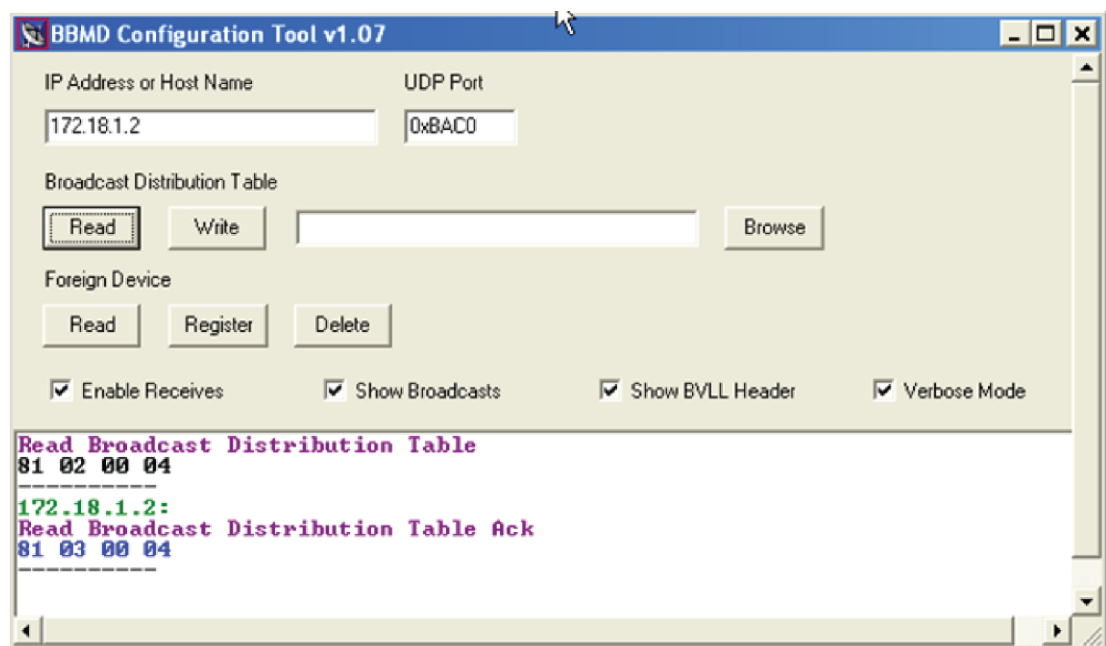 BBMD Configuration Tool v1.07
IP Address or Host Name UDP Port
172.18.1.2 0xBAC0
Broadcast Distribution Table
Read Write Browse
Foreign Device
Read Register Delete
Enable Receives Show Broadcasts Show BVLL Header Verbose Mode
Read Broadcast Distribution Table
81 02 00 04
----------
172.18.1.2:
Read Broadcast Distribution Table Ack
81 03 00 04
----------